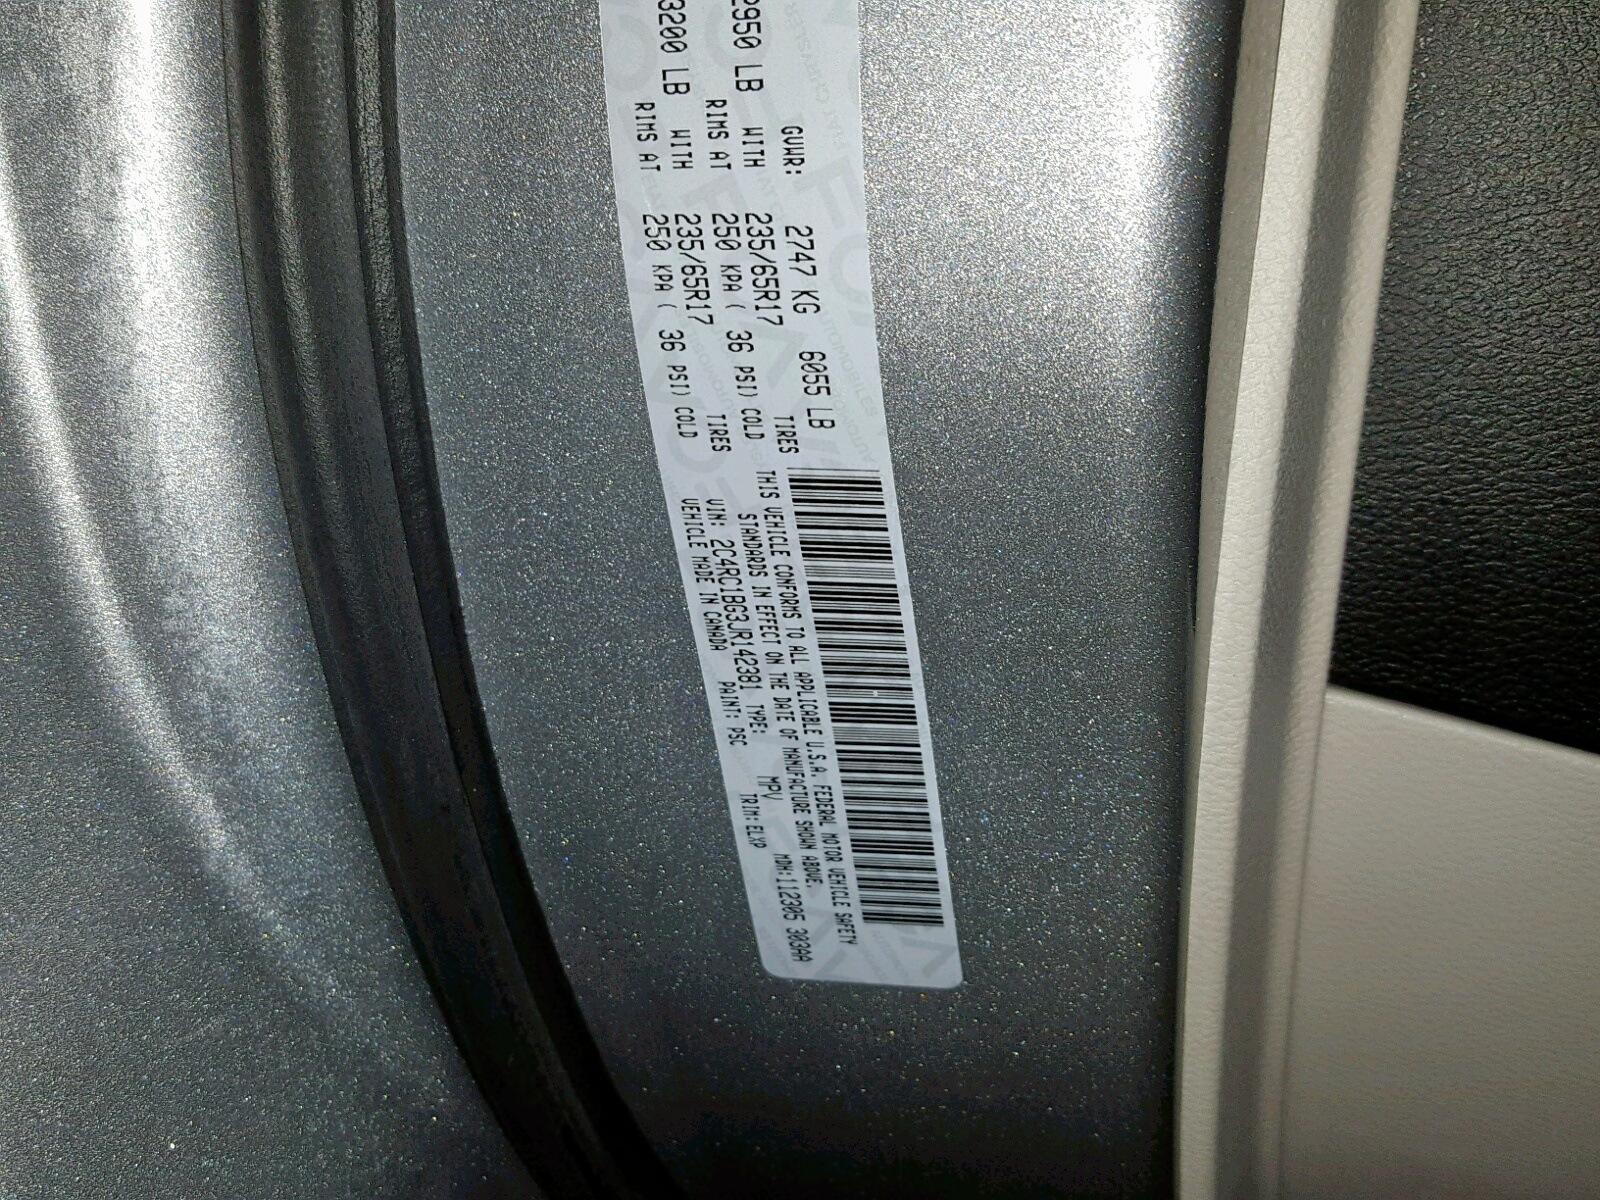 GVWR: 2747 KG 6055 LB
2950 LB WITH 235/65R17 TIRES
RIMS AT 250 KPA ( 36 PSI) COLD
3200 LB WITH 235/65R17 TIRES
RIMS AT 250 KPA ( 36 PSI) COLD
THIS VEHICLE CONFORMS TO ALL APPLICABLE U.S.A. FEDERAL MOTOR VEHICLE SAFETY
STANDARDS IN EFFECT ON THE DATE OF MANUFACTURE SHOWN ABOVE.
VIN: 2C4RC1BG3JR142381 TYPE: MPV MDH:112305 303AA
VEHICLE MADE IN CANADA PAINT: PSC TRIM:ELXP